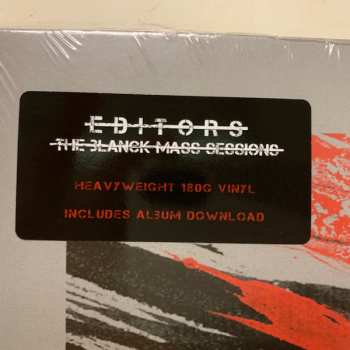 EDITORS
THE BLANCK MASS SESSIONS
HEAVYWEIGHT 180G VINYL
INCLUDES ALBUM DOWNLOAD